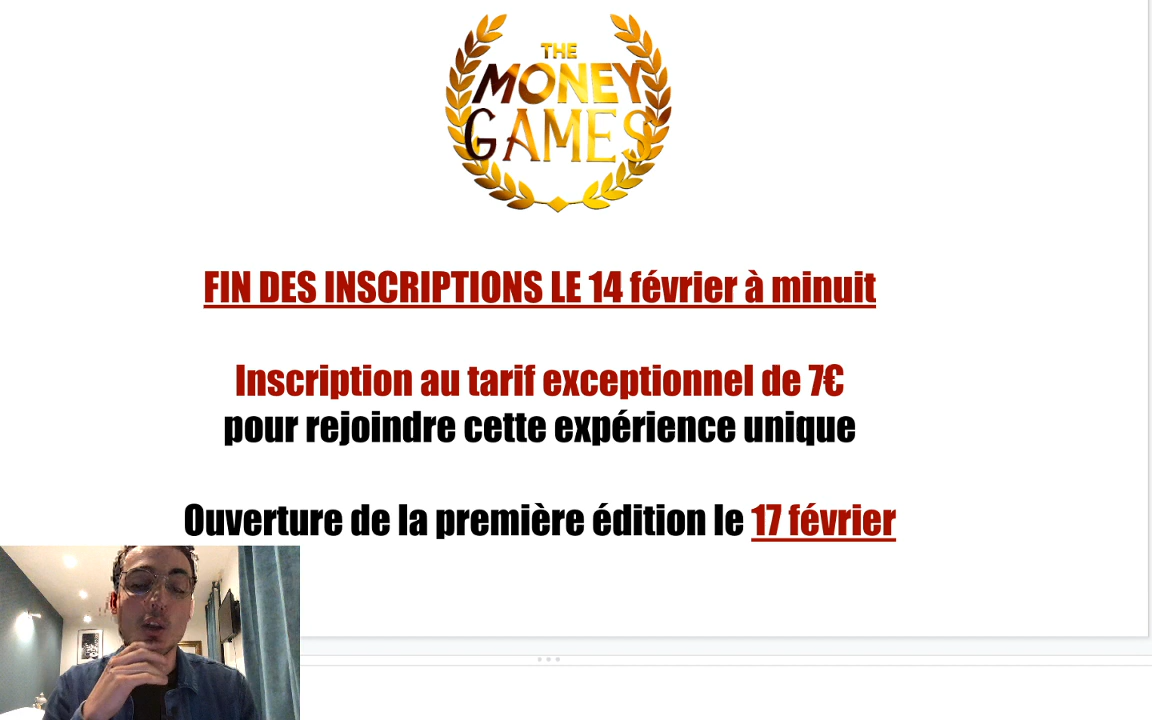 THE
MONEY
GAMES
FIN DES INSCRIPTIONS LE 14 février à minuit
Inscription au tarif exceptionnel de 7€
pour rejoindre cette expérience unique
Ouverture de la première édition le 17 février